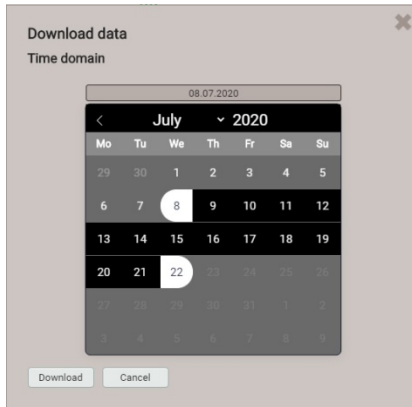 Download data
Time domain
08.07.2020
July 2020
Mo Tu We Th Fr Sa Su
29 30 1 2 3 4 5
6 7 8 9 10 11 12
13 14 15 16 17 18 19
20 21 22 23 24 25 26
27 28 29 30 31 1 2
3 4 5 6 7 8 9
Download Cancel